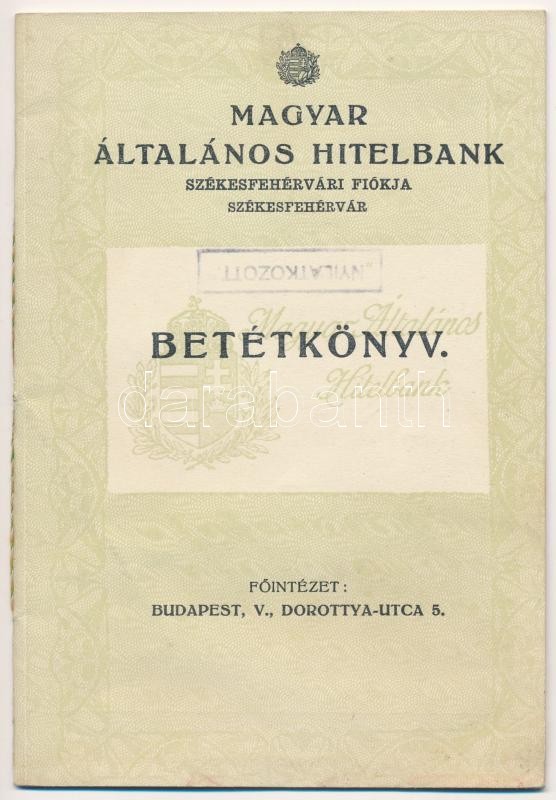 MAGYAR
ÁLTALÁNOS HITELBANK
SZÉKESFEHÉRVÁRI FIÓKJA
SZÉKESFEHÉRVÁR
„NYILATKOZOTT”
Magyar Általános
Hitelbank
BETÉTKÖNYV.
darabanth
FŐINTÉZET:
BUDAPEST, V., DOROTTYA-UTCA 5.